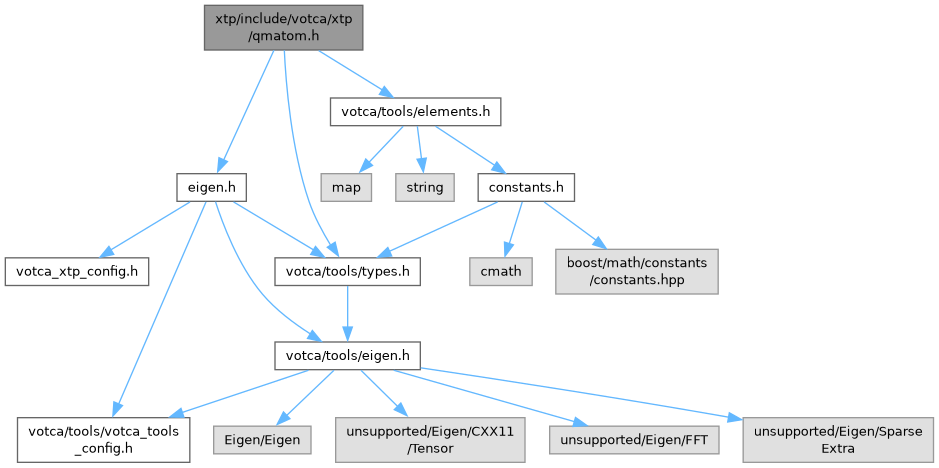 xtp/include/votca/xtp
/qmatom.h
votca/tools/elements.h
eigen.h
map
string
constants.h
votca_xtp_config.h
votca/tools/types.h
cmath
boost/math/constants
/constants.hpp
votca/tools/eigen.h
votca/tools/votca_tools
_config.h
Eigen/Eigen
unsupported/Eigen/CXX11
/Tensor
unsupported/Eigen/FFT
unsupported/Eigen/Sparse
Extra